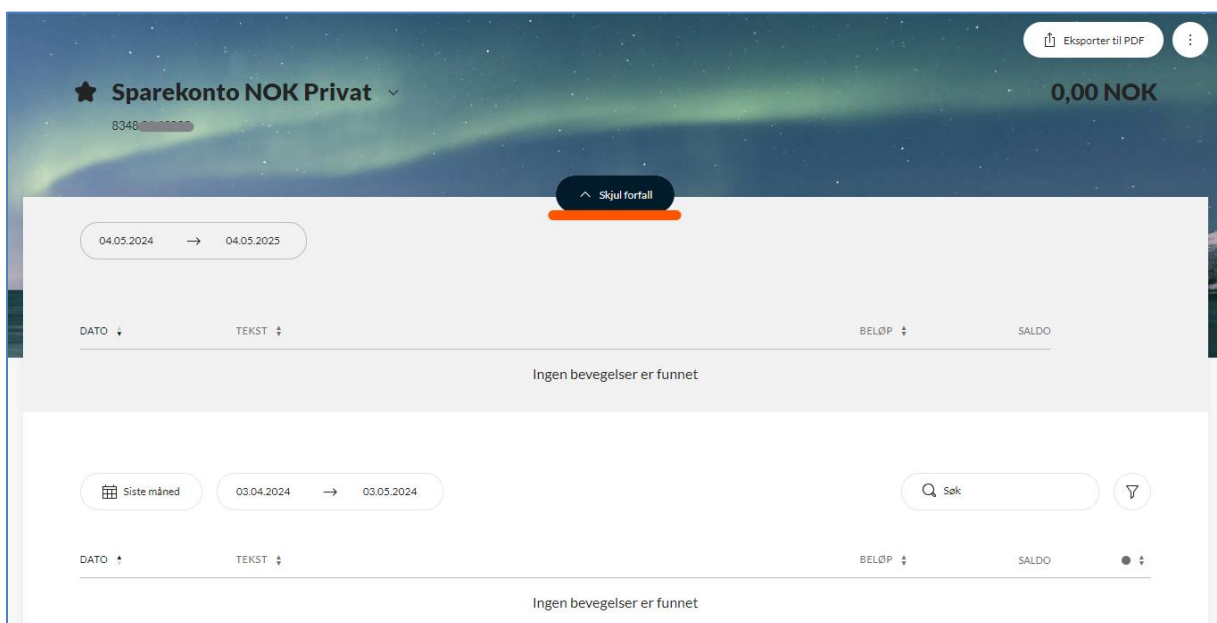 Eksporter til PDF
Sparekonto NOK Privat
0,00 NOK
8348
Skjul forfall
04.05.2024 → 04.05.2025
DATO TEKST BELØP SALDO
Ingen bevegelser er funnet
Siste måned 03.04.2024 → 03.05.2024 Søk
DATO TEKST BELØP SALDO
Ingen bevegelser er funnet